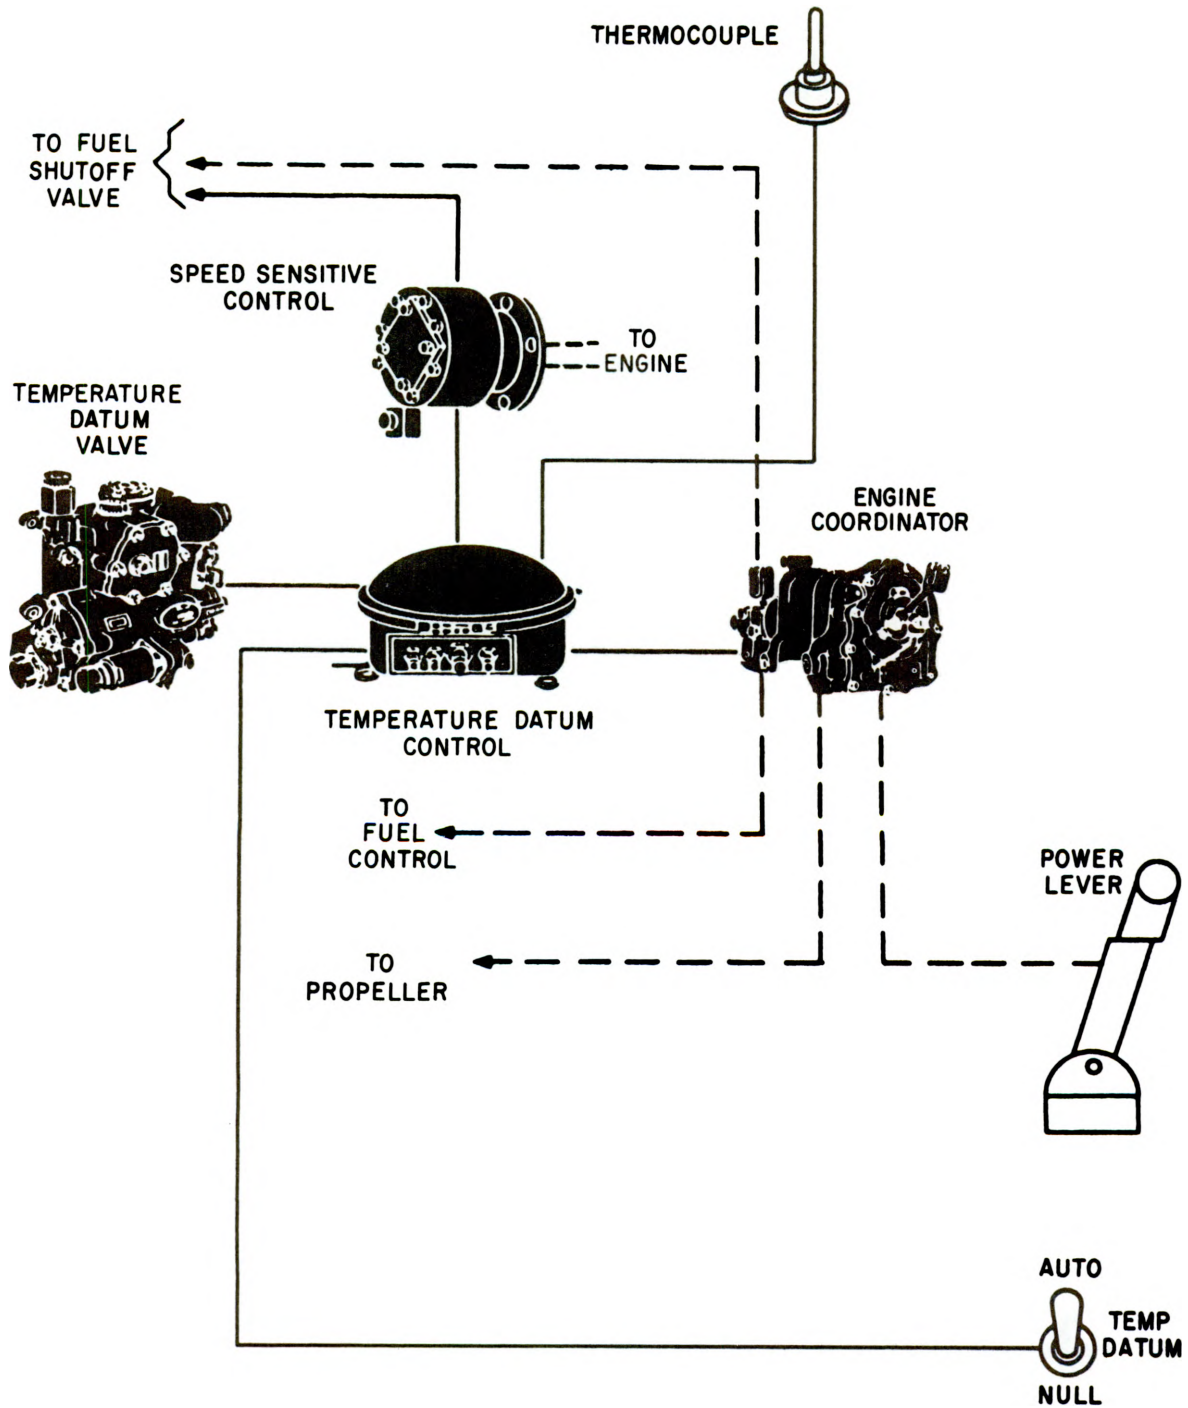 THERMOCOUPLE
TO FUEL
SHUTOFF
VALVE
SPEED SENSITIVE
CONTROL
TO
ENGINE
TEMPERATURE
DATUM
VALVE
ENGINE
COORDINATOR
TEMPERATURE DATUM
CONTROL
TO
FUEL
CONTROL
POWER
LEVER
TO
PROPELLER
AUTO
TEMP
DATUM
NULL